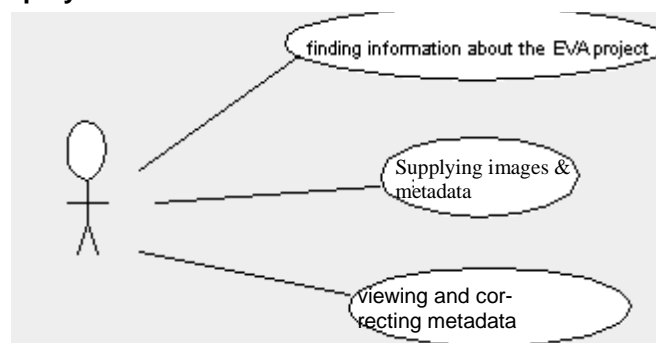 finding information about the EVA project
Supplying images &
metadata
viewing and cor-
recting metadata